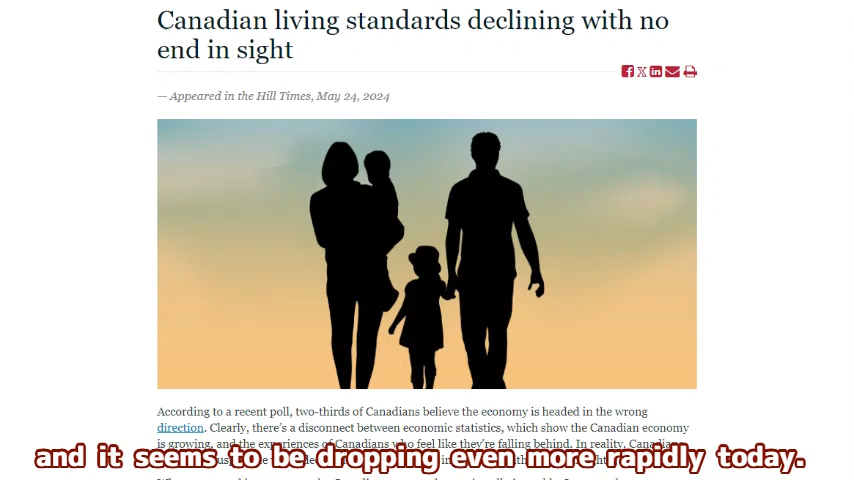 Canadian living standards declining with no
end in sight
— Appeared in the Hill Times, May 24, 2024
According to a recent poll, two-thirds of Canadians believe the economy is headed in the wrong
direction. Clearly, there's a disconnect between economic statistics, which show the Canadian economy
is growing, and the experiences of Canadians who feel like they're falling behind. In reality, Canadians
and it seems to be dropping even more rapidly today.